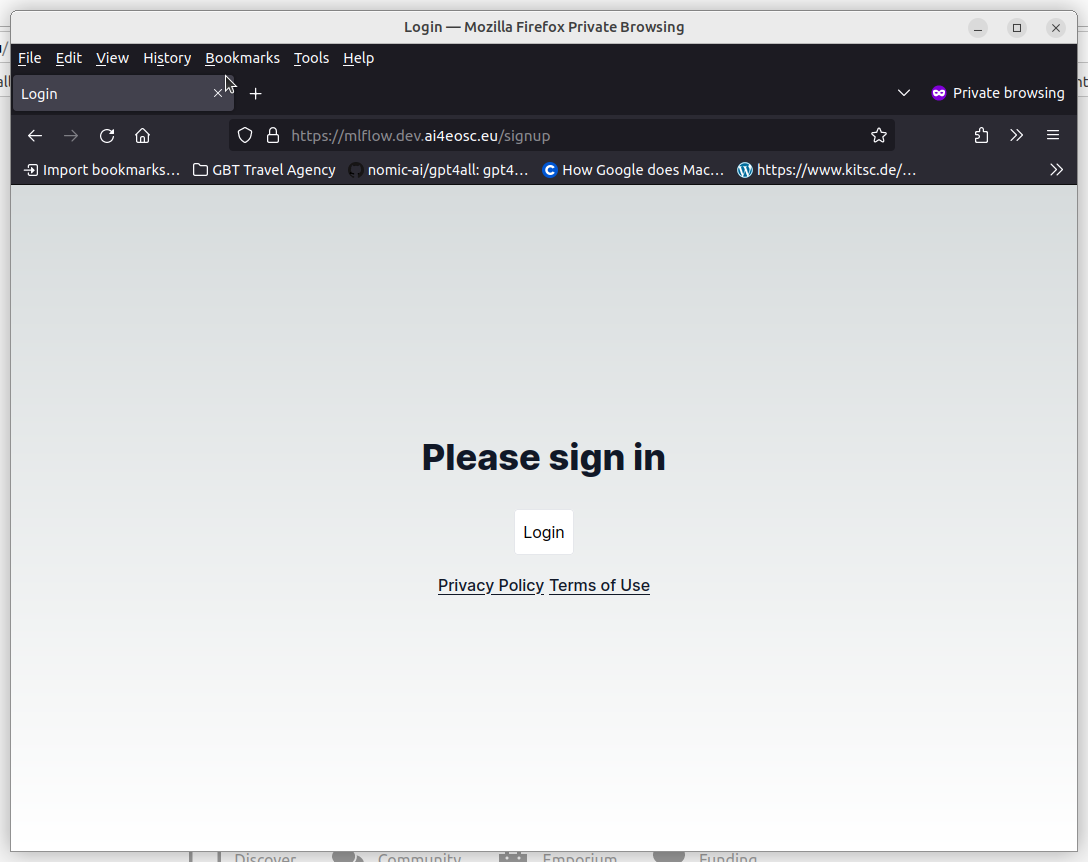 Login — Mozilla Firefox Private Browsing
File Edit View History Bookmarks Tools Help
Login
Private browsing
https://mlflow.dev.ai4eosc.eu/signup
Import bookmarks… GBT Travel Agency nomic-ai/gpt4all: gpt4… How Google does Mac… https://www.kitsc.de/…
Please sign in
Login
Privacy Policy Terms of Use
Discover Community Emporium Funding